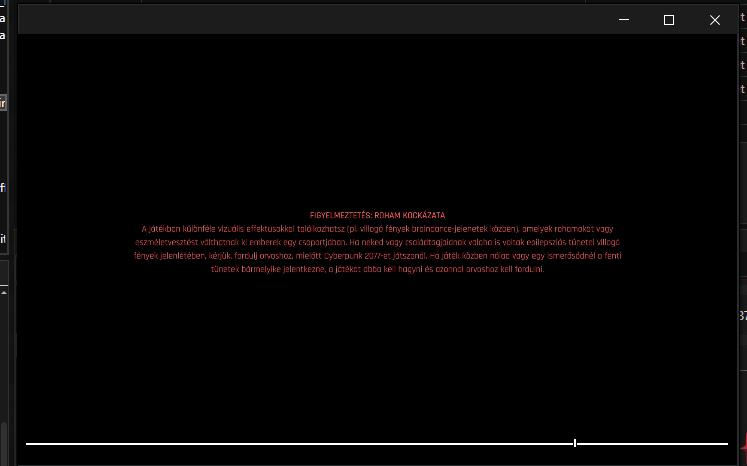 FIGYELMEZTETÉS: ROHAM KOCKÁZATA
A játékban különféle vizuális effektusokkal találkozhatsz (pl. villogó fények braindance-jelenetek közben), amelyek rohamokat vagy
eszméletvesztést válthatnak ki emberek egy csoportjában. Ha neked vagy családtagjaidnak valaha is voltak epilepsziás tünetei villogó
fények jelenlétében, kérjük, fordulj orvoshoz, mielőtt Cyberpunk 2077-et játszanál. Ha játék közben nálad vagy egy ismerősödnél a fenti
tünetek bármelyike jelentkezne, a játékot abba kell hagyni és azonnal orvoshoz kell fordulni.